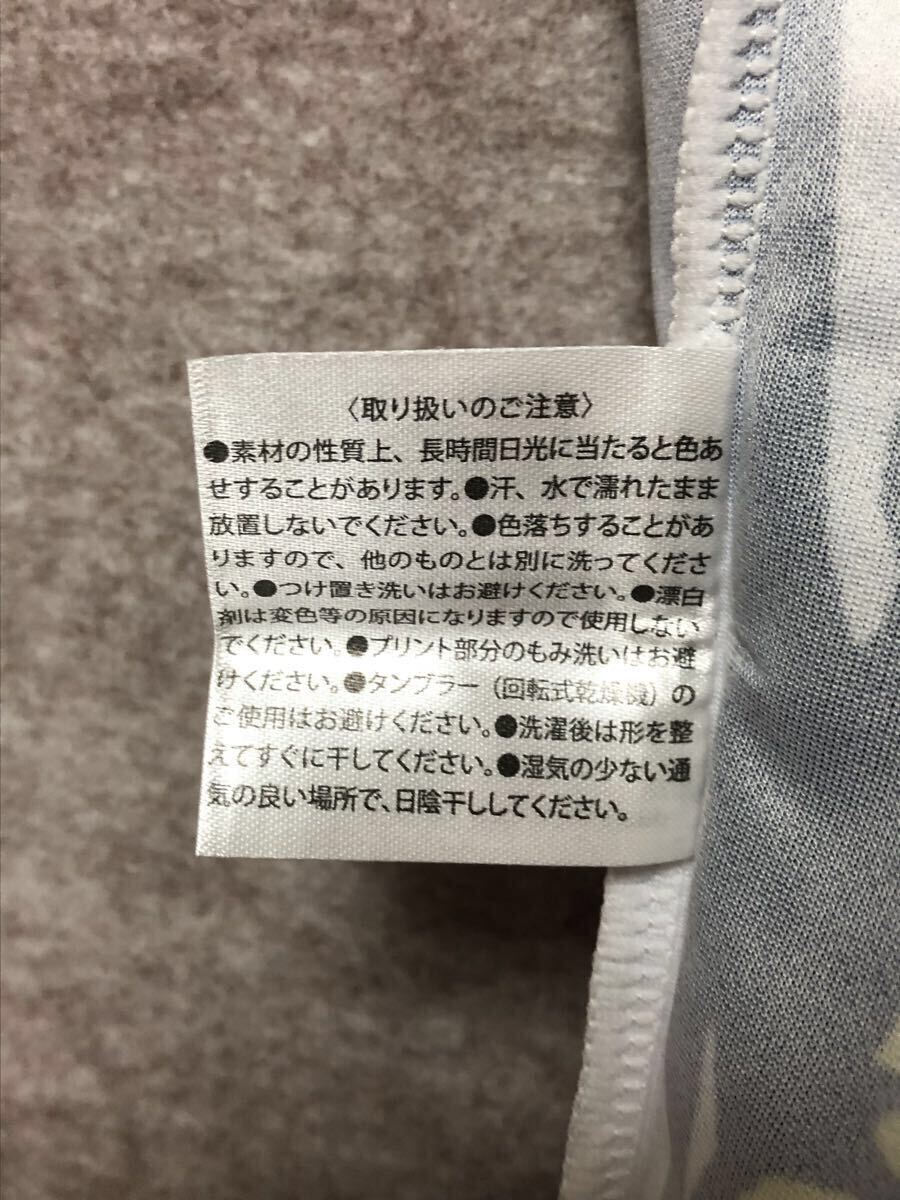 〈取り扱いのご注意〉
●素材の性質上、長時間日光に当たると色あ
せすることがあります。●汗、水で濡れたまま
放置しないでください。●色落ちすることがあ
りますので、他のものとは別に洗ってくださ
い。●つけ置き洗いはお避けください。●漂白
剤は変色等の原因になりますので使用しない
でください。●プリント部分のもみ洗いはお避
けください。●タンブラー（回転式乾燥機）の
ご使用はお避けください。●洗濯後は形を整
えてすぐに干してください。●湿気の少ない通
気の良い場所で、日陰干ししてください。